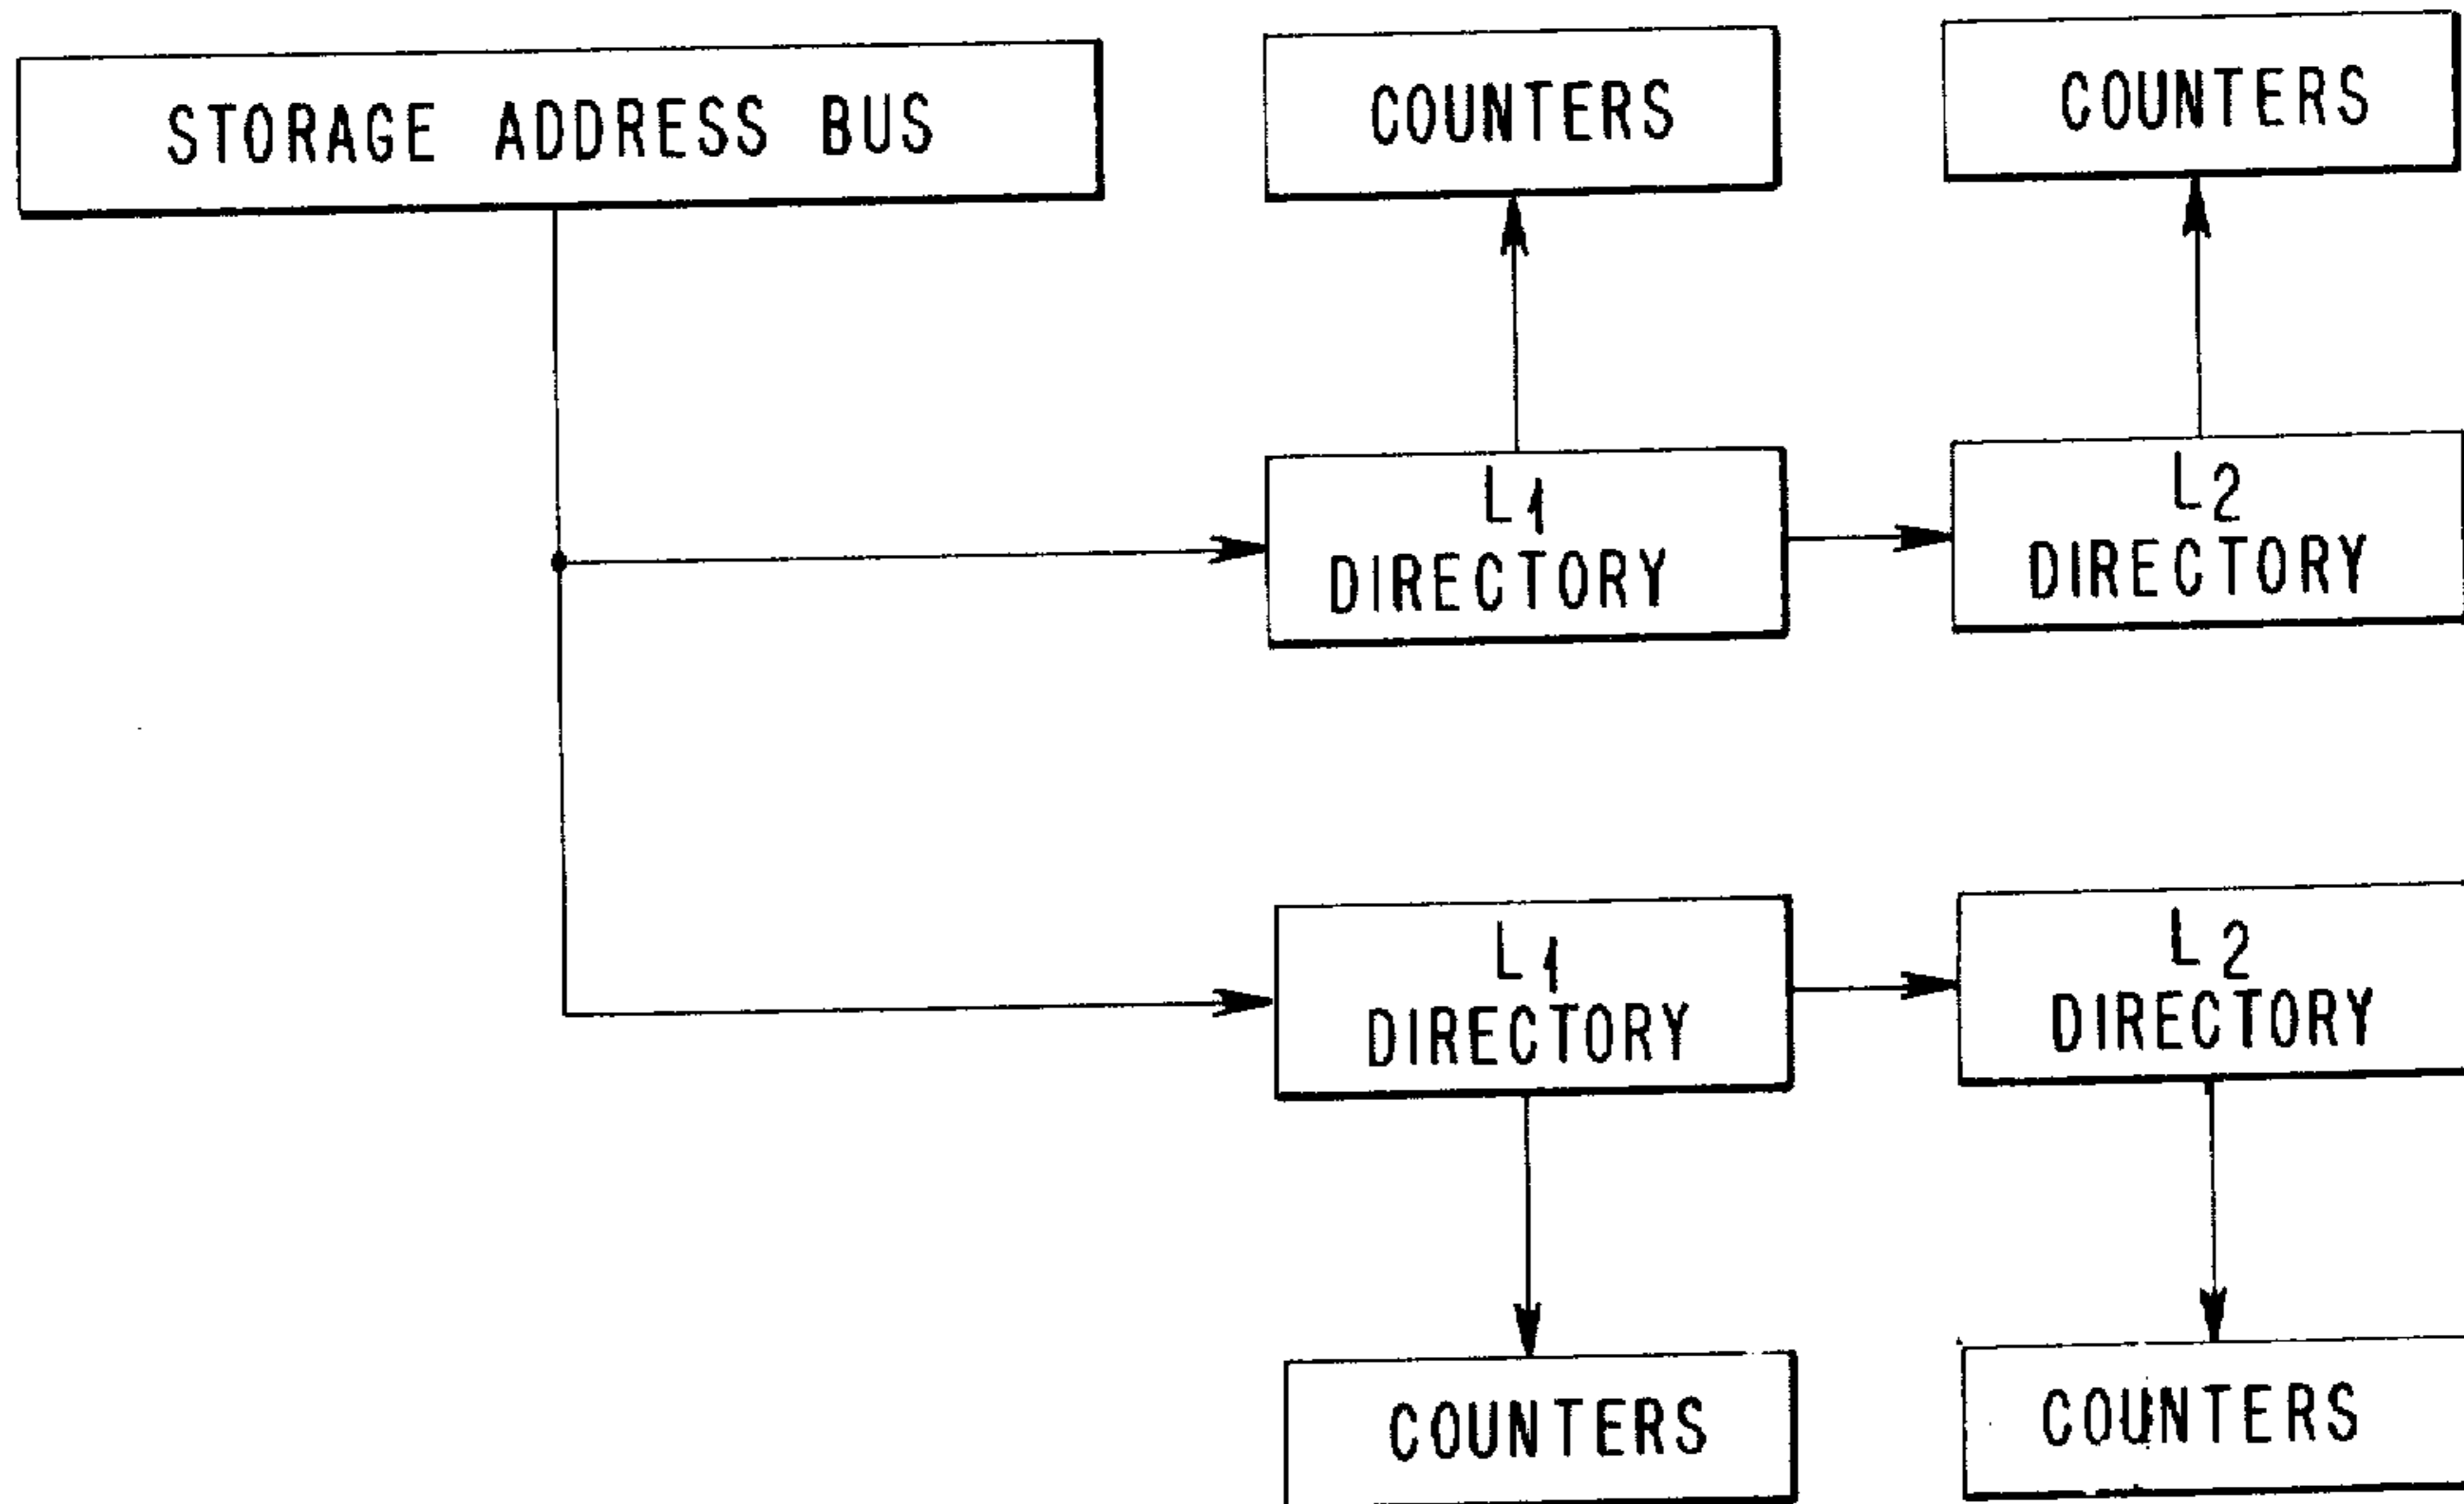 STORAGE ADDRESS BUS
COUNTERS
COUNTERS
L1
DIRECTORY
L2
DIRECTORY
L1
DIRECTORY
L2
DIRECTORY
COUNTERS
COUNTERS